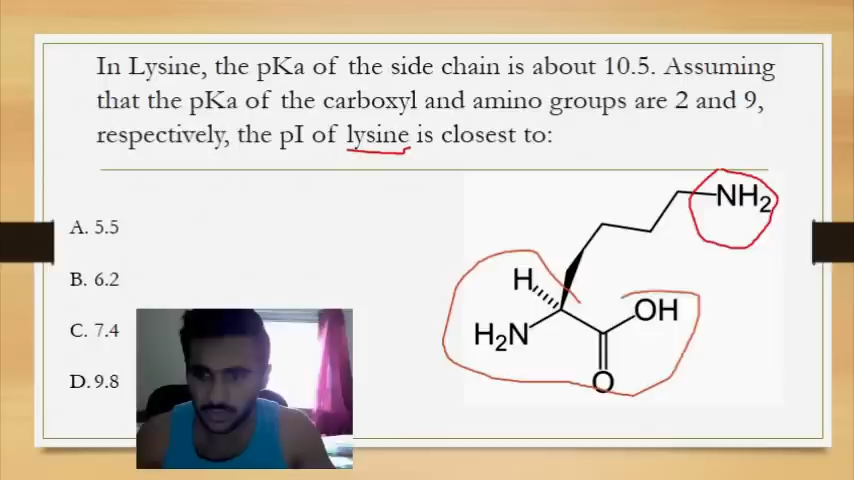 In Lysine, the pKa of the side chain is about 10.5. Assuming
that the pKa of the carboxyl and amino groups are 2 and 9,
respectively, the pI of lysine is closest to:
NH₂
A. 5.5
H
B. 6.2
OH
C. 7.4
H₂N
D. 9.8
O